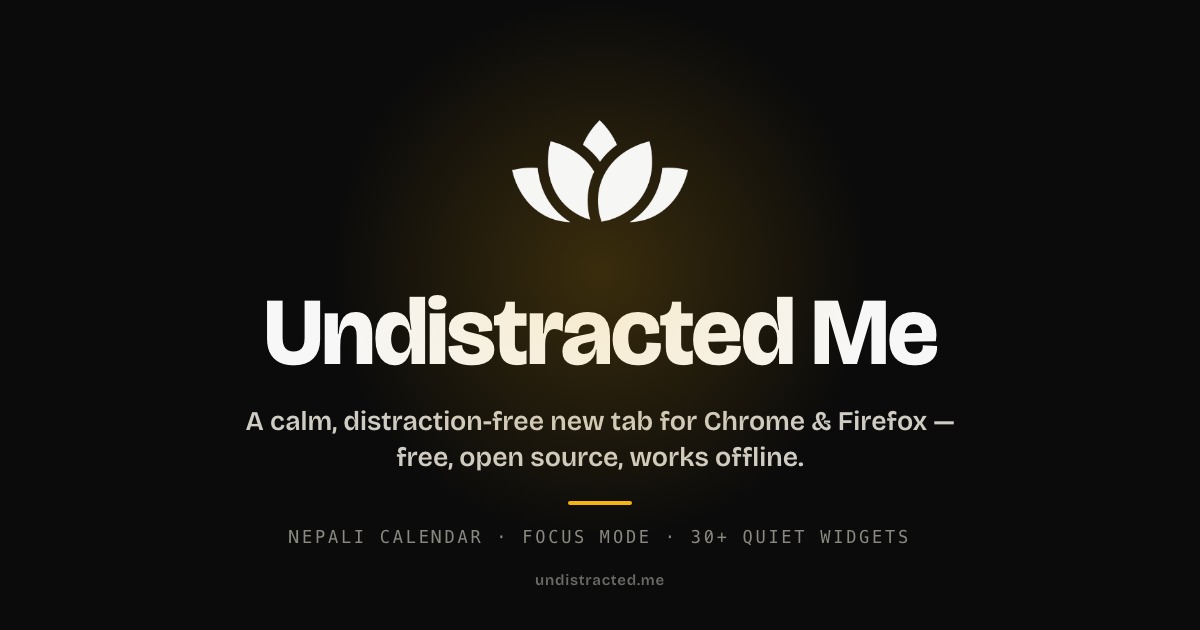 Undistracted Me
A calm, distraction-free new tab for Chrome & Firefox —
free, open source, works offline.
NEPALI CALENDAR · FOCUS MODE · 30+ QUIET WIDGETS
undistracted.me